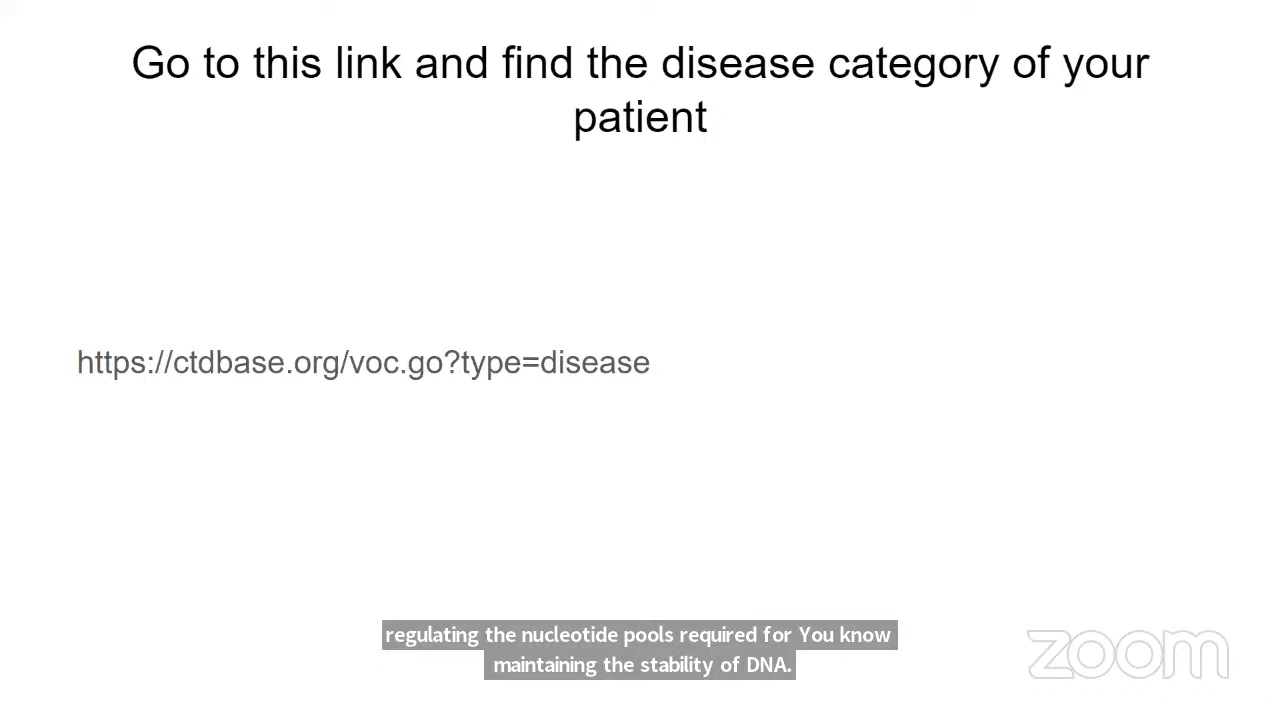 Go to this link and find the disease category of your
patient
https://ctdbase.org/voc.go?type=disease
regulating the nucleotide pools required for You know
maintaining the stability of DNA.
zoom